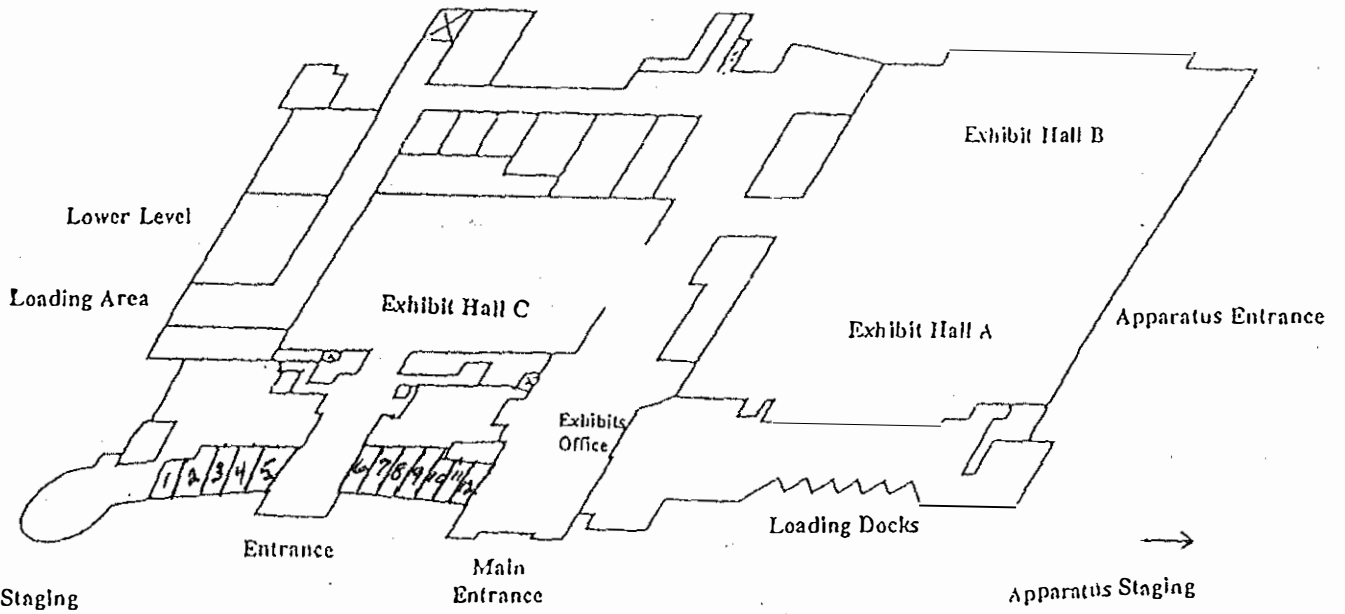 Exhibit Hall B
Lower Level
Loading Area
Exhibit Hall C
Exhibit Hall A
Apparatus Entrance
Exhibits
Office
1 2 3 4 5
6 7 8 9 10 11 12
Loading Docks
Entrance
Main
Entrance
Staging
Apparatus Staging